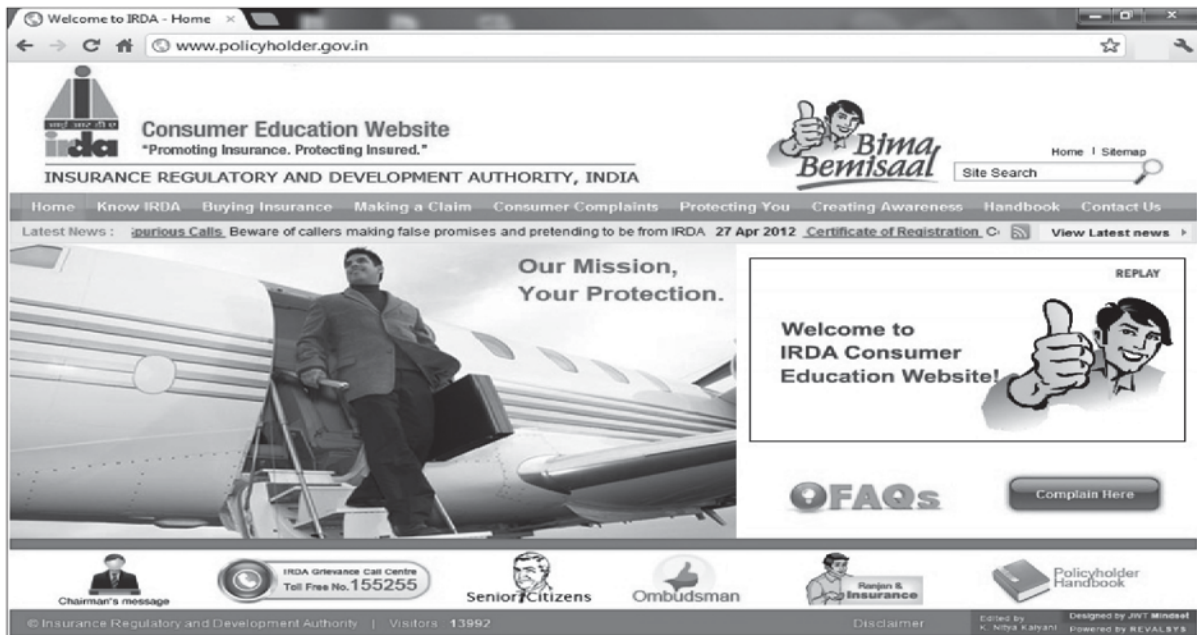 Welcome to IRDA - Home
www.policyholder.gov.in
आई आर डी ए
irda
Consumer Education Website
"Promoting Insurance. Protecting Insured."
INSURANCE REGULATORY AND DEVELOPMENT AUTHORITY, INDIA
Bima
Bemisaal
Home | Sitemap
Site Search
Home Know IRDA Buying Insurance Making a Claim Consumer Complaints Protecting You Creating Awareness Handbook Contact Us
Latest News : Spurious Calls Beware of callers making false promises and pretending to be from IRDA 27 Apr 2012 Certificate of Registration View Latest news
Our Mission,
Your Protection.
REPLAY
Welcome to
IRDA Consumer
Education Website!
FAQs
Complain Here
Chairman's message
IRDA Grievance Call Centre
Toll Free No. 155255
Senior Citizens
Ombudsman
Ranjan &
Insurance
Policyholder
Handbook
© Insurance Regulatory and Development Authority | Visitors 13992
Disclaimer
Edited by
K. Nitya Kalyani
Designed by JWT Mindset
Powered by REVALSYS